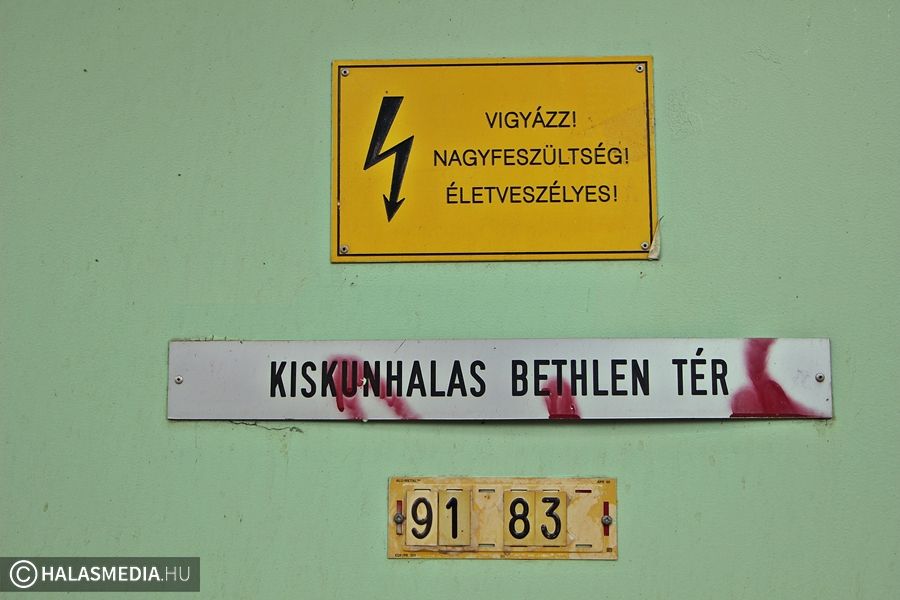 VIGYÁZZ!
NAGYFESZÜLTSÉG!
ÉLETVESZÉLYES!
KISKUNHALAS BETHLEN TÉR
91 83
©HALASMEDIA.HU